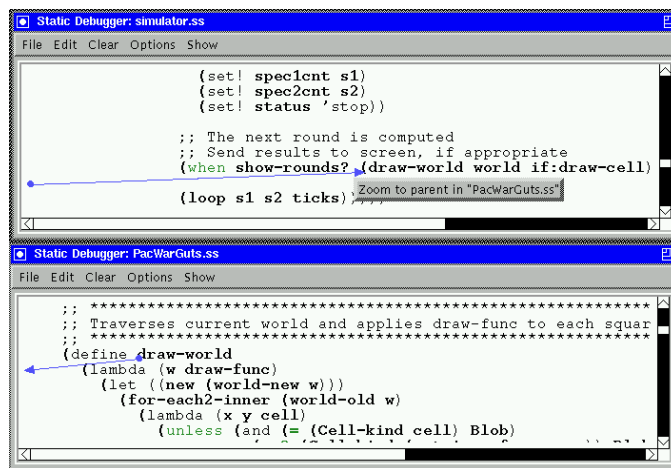 Static Debugger: simulator.ss
File Edit Clear Options Show
(set! spec1cnt s1)
(set! spec2cnt s2)
(set! status 'stop))
;; The next round is computed
;; Send results to screen, if appropriate
(when show-rounds? (draw-world world if:draw-cell)
Zoom to parent in "PacWarGuts.ss"
(loop s1 s2 ticks)
Static Debugger: PacWarGuts.ss
File Edit Clear Options Show
;; ***********************************************************
;; Traverses current world and applies draw-func to each squar
;; ***********************************************************
(define draw-world
(lambda (w draw-func)
(let ((new (world-new w)))
(for-each2-inner (world-old w)
(lambda (x y cell)
(unless (and (= (Cell-kind cell) Blob)